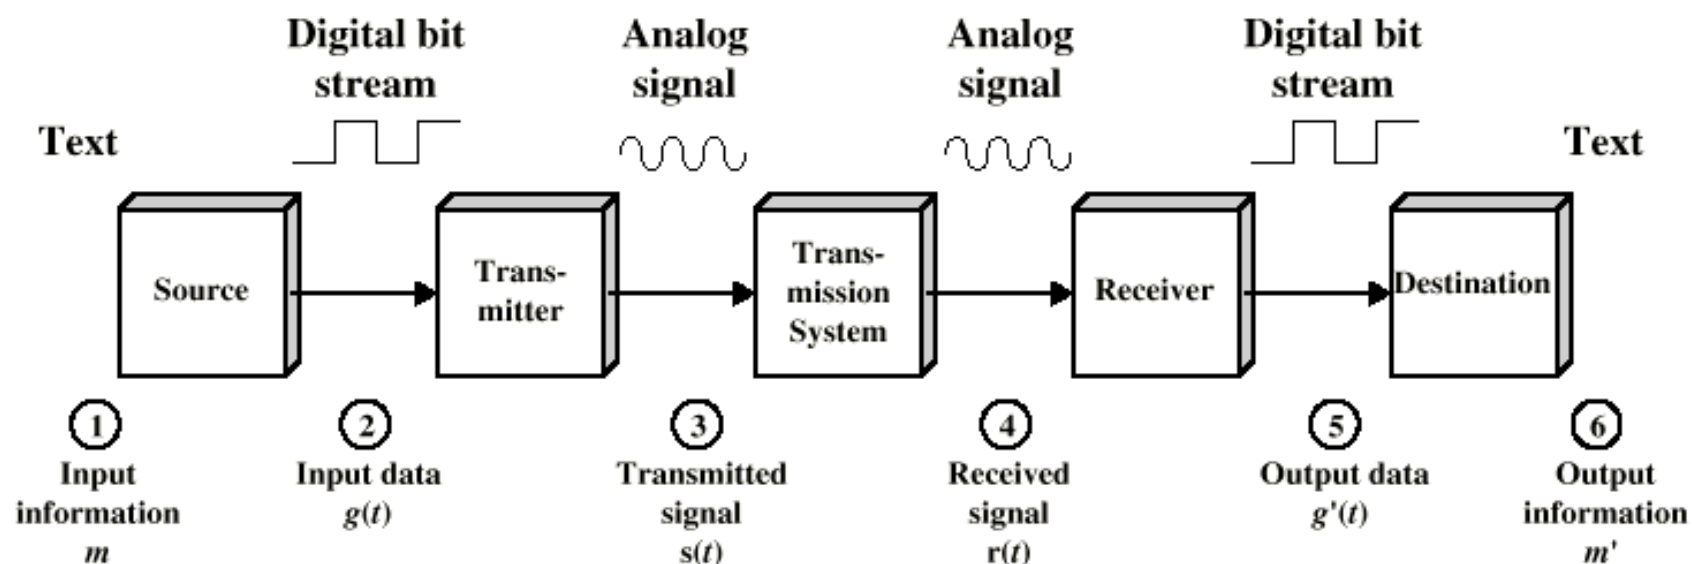 Digital bit
stream
Analog
signal
Analog
signal
Digital bit
stream
Text
Text
Source
Trans-
mitter
Trans-
mission
System
Receiver
Destination
1
Input
information
m
2
Input data
g(t)
3
Transmitted
signal
s(t)
4
Received
signal
r(t)
5
Output data
g'(t)
6
Output
information
m'